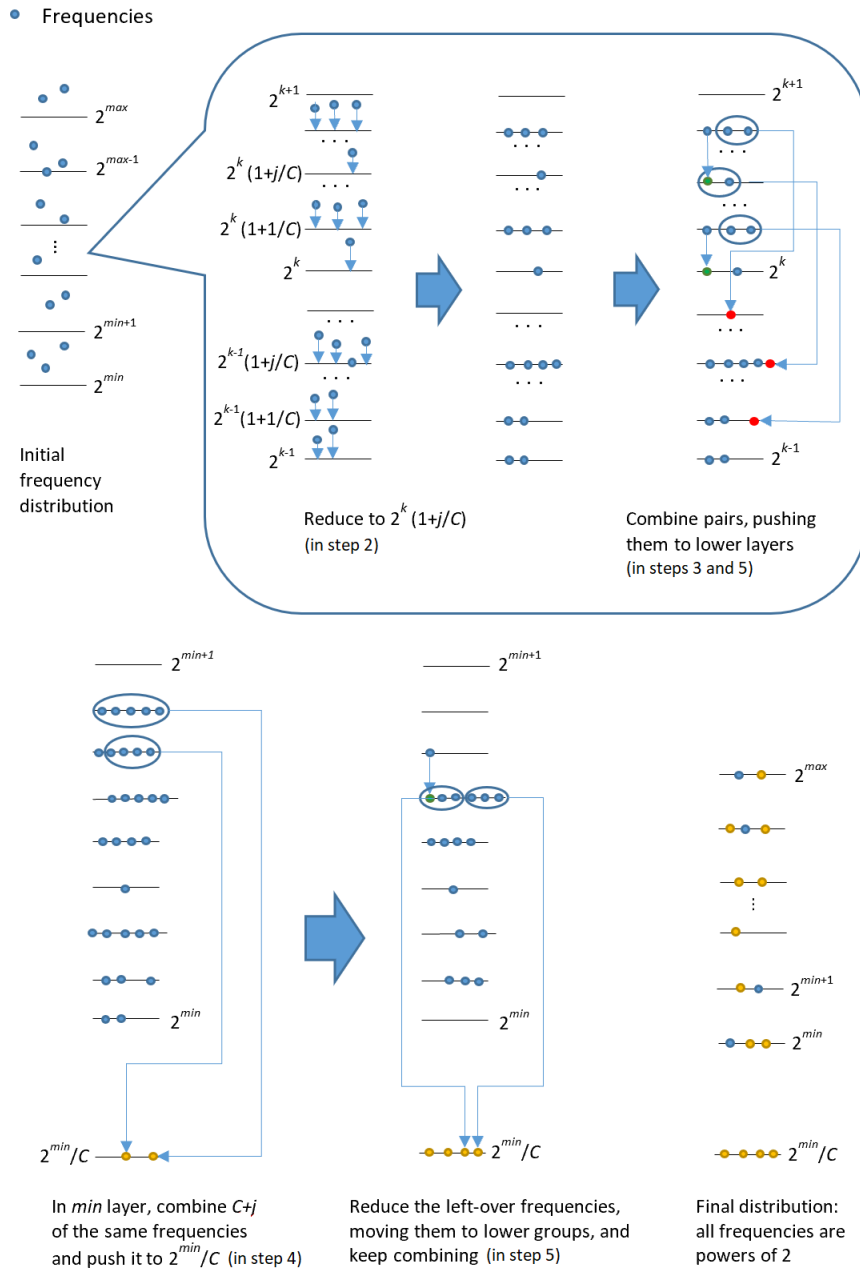 Frequencies
2^max
2^max-1
⋮
2^min+1
2^min
Initial
frequency
distribution
2^k+1
. . .
2^k (1+j/C)
. . .
2^k (1+1/C)
2^k
. . .
2^k-1(1+j/C)
. . .
2^k-1(1+1/C)
2^k-1
Reduce to 2^k (1+j/C)
(in step 2)
. . .
. . .
. . .
. . .
2^k+1
. . .
. . .
2^k
. . .
. . .
2^k-1
Combine pairs, pushing
them to lower layers
(in steps 3 and 5)
2^min+1
2^min
2^min/C
In min layer, combine C+j
of the same frequencies
and push it to 2^min/C (in step 4)
2^min+1
2^min
2^min/C
Reduce the left-over frequencies,
moving them to lower groups, and
keep combining (in step 5)
2^max
⋮
2^min+1
2^min
2^min/C
Final distribution:
all frequencies are
powers of 2